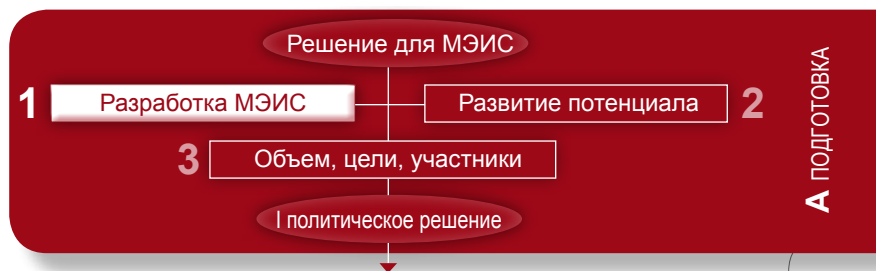 Решение для МЭИС
1 Разработка МЭИС
Развитие потенциала 2
3 Объем, цели, участники
I политическое решение
А ПОДГОТОВКА